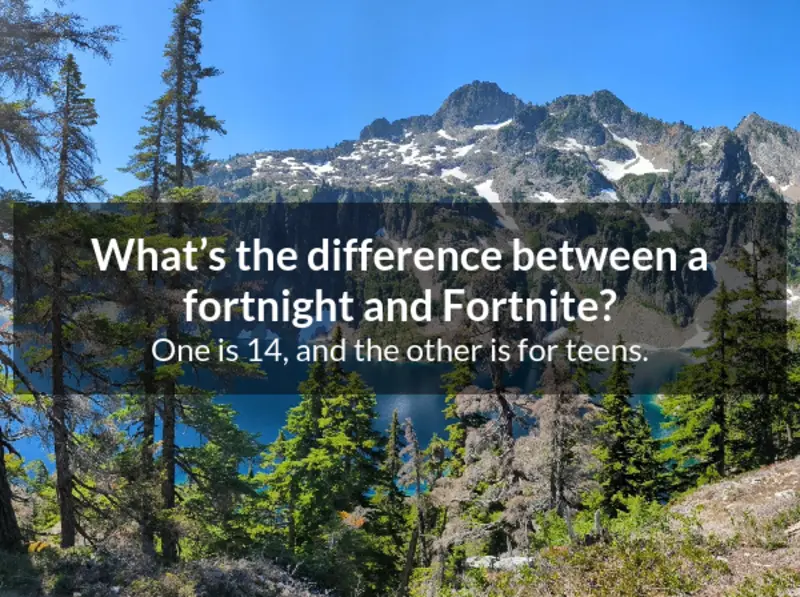 What’s the difference between a
fortnight and Fortnite?
One is 14, and the other is for teens.